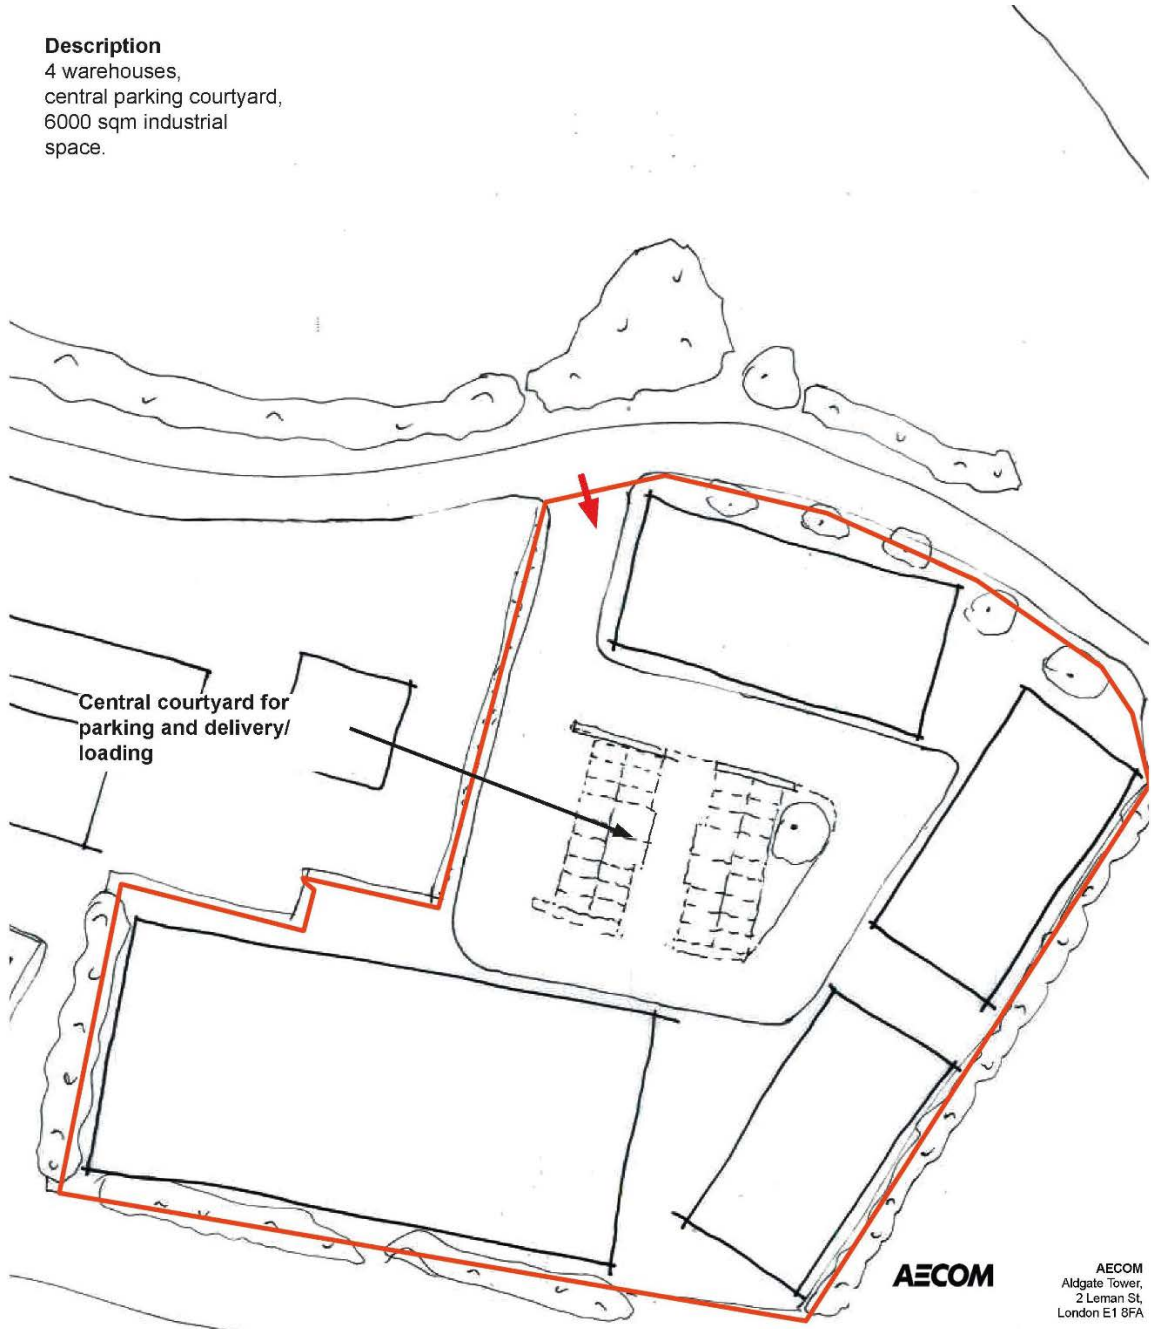 Description
4 warehouses,
central parking courtyard,
6000 sqm industrial
space.
Central courtyard for
parking and delivery/
loading
AECOM
AECOM
Aldgate Tower,
2 Leman St,
London E1 8FA